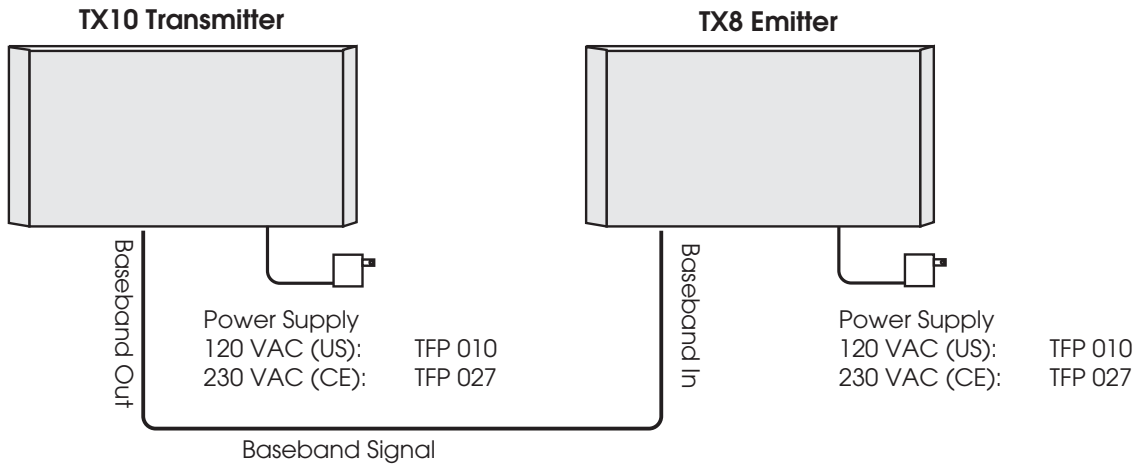 TX10 Transmitter
TX8 Emitter
Baseband Out
Power Supply
120 VAC (US): TFP 010
230 VAC (CE): TFP 027
Baseband In
Power Supply
120 VAC (US): TFP 010
230 VAC (CE): TFP 027
Baseband Signal